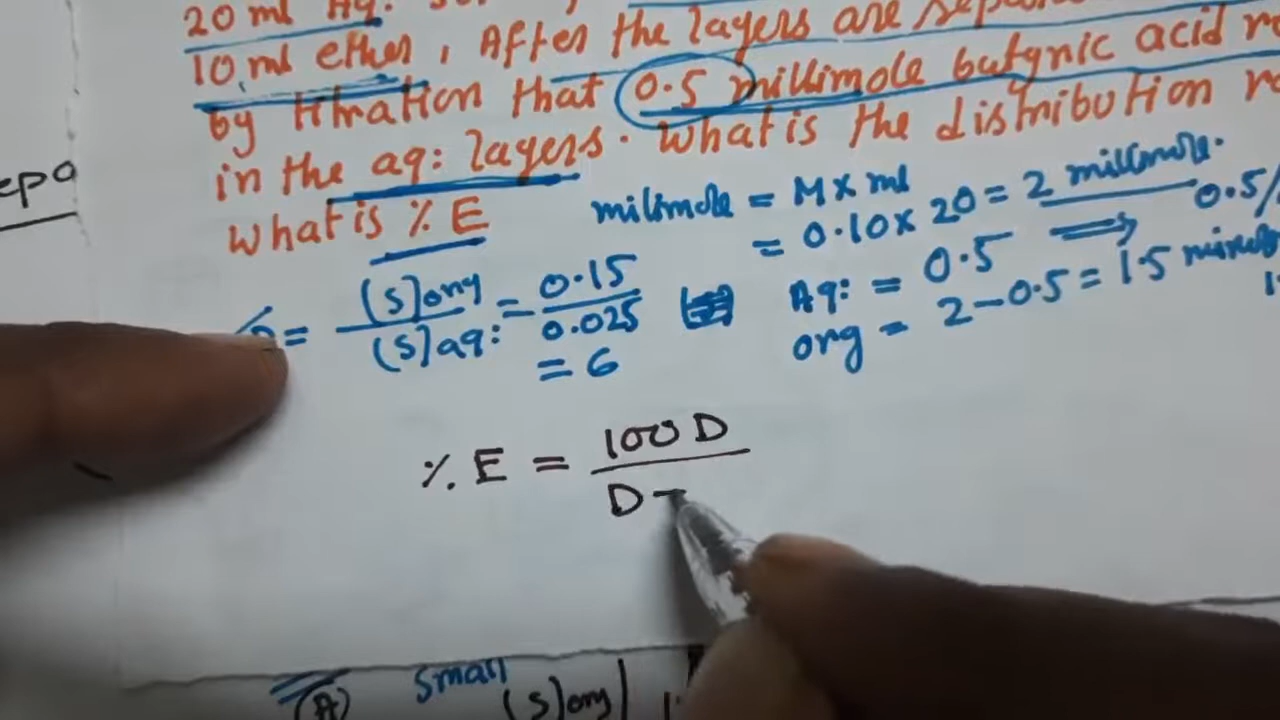 20 ml Aq:
10 ml ether, After the layers are
by titration that 0.5 millimole butyric acid
in the aq: layers. What is the distribution
What is % E
epa
milimole = M x ml
= 0.10 x 20 = 2 millimole.
0.5/
(S)org / (S)aq: = 0.15 / 0.025
= 6
Aq: = 0.5
org = 2 - 0.5 = 1.5
% E = 100 D
D
(A) small (S)org